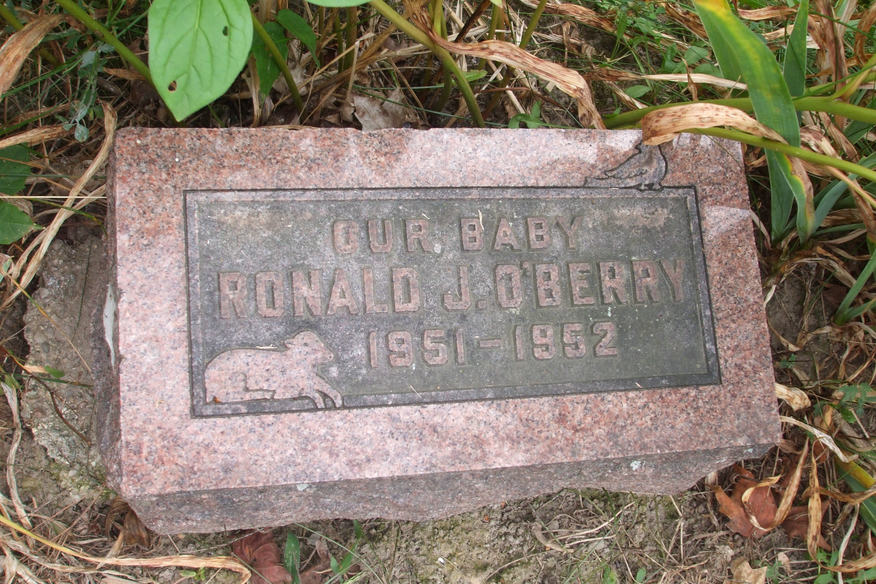 OUR BABY
RONALD J. O'BERRY
1951-1952